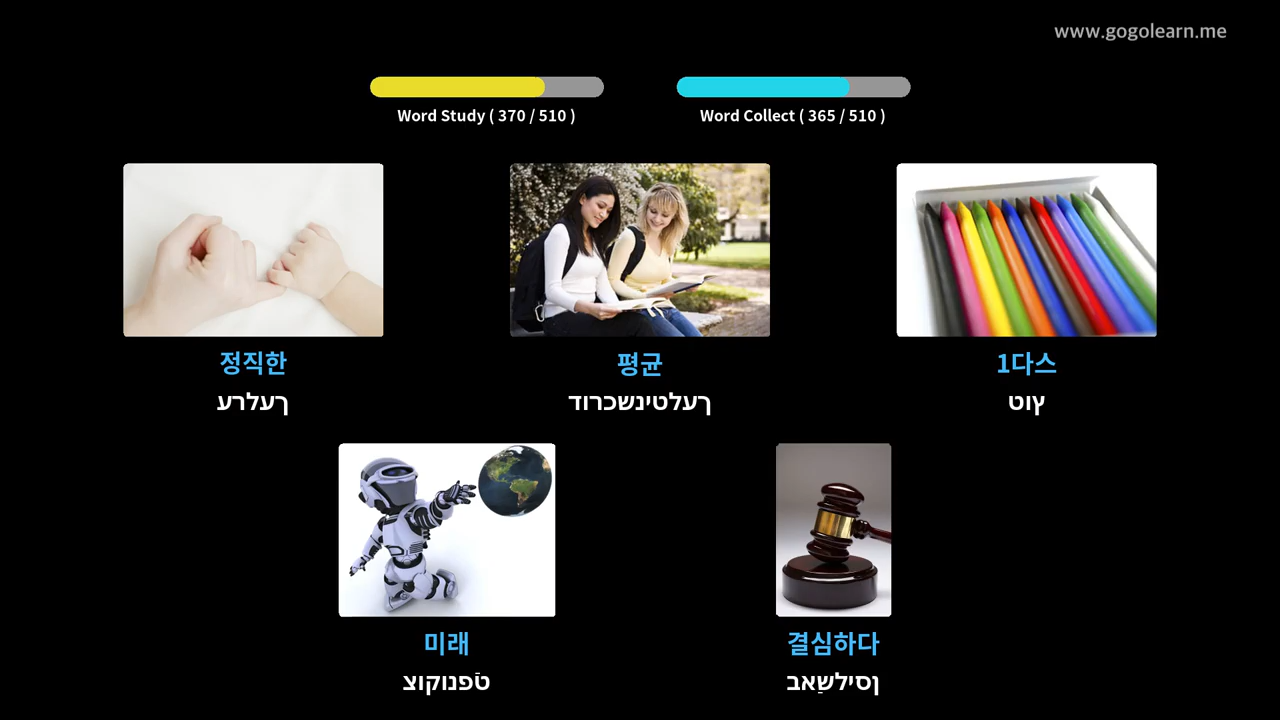 www.gogolearn.me
Word Study ( 370 / 510 )
Word Collect ( 365 / 510 )
정직한
ערלעך
평균
דורכשניטלעך
1다스
טוץ
미래
צוקונפֿט
결심하다
באַשליסן